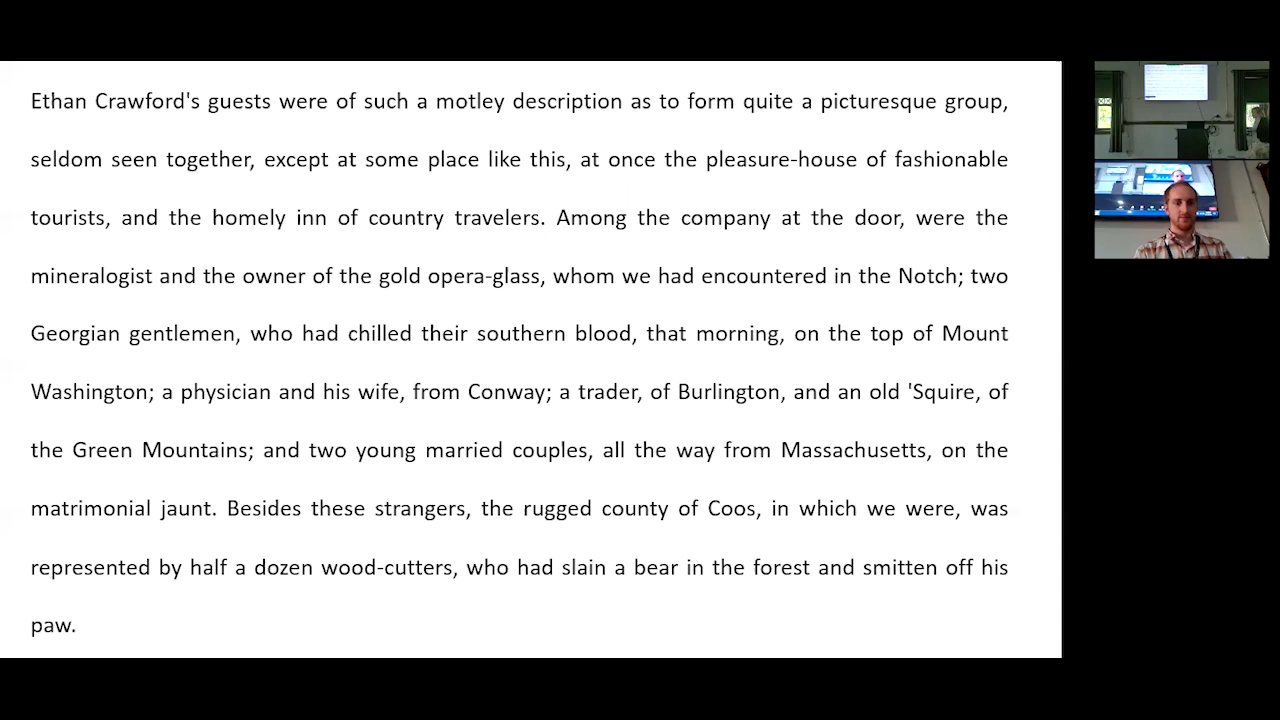 Ethan Crawford's guests were of such a motley description as to form quite a picturesque group,
seldom seen together, except at some place like this, at once the pleasure-house of fashionable
tourists, and the homely inn of country travelers. Among the company at the door, were the
mineralogist and the owner of the gold opera-glass, whom we had encountered in the Notch; two
Georgian gentlemen, who had chilled their southern blood, that morning, on the top of Mount
Washington; a physician and his wife, from Conway; a trader, of Burlington, and an old 'Squire, of
the Green Mountains; and two young married couples, all the way from Massachusetts, on the
matrimonial jaunt. Besides these strangers, the rugged county of Coos, in which we were, was
represented by half a dozen wood-cutters, who had slain a bear in the forest and smitten off his
paw.